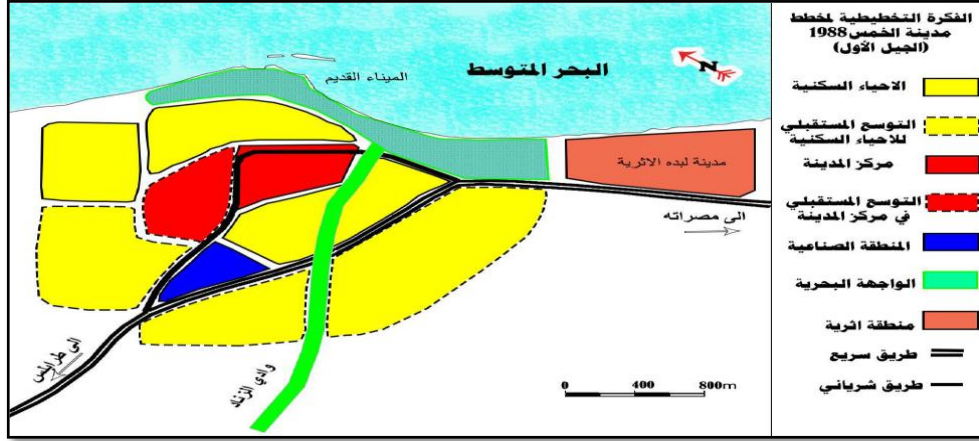 الفكرة التخطيطية لمخطط
مدينة الخمس 1988
(الجيل الأول)
الاحياء السكنية
التوسع المستقبلي
للاحياء السكنية
مركز المدينة
التوسع المستقبلي
في مركز المدينة
المنطقة الصناعية
الواجهة البحرية
منطقة اثرية
طريق سريع
طريق شرياني
البحر المتوسط
N
الميناء القديم
مدينة لبده الاثرية
الى مصراته
الى طرابلس
وادي الزناد
0 400 800m